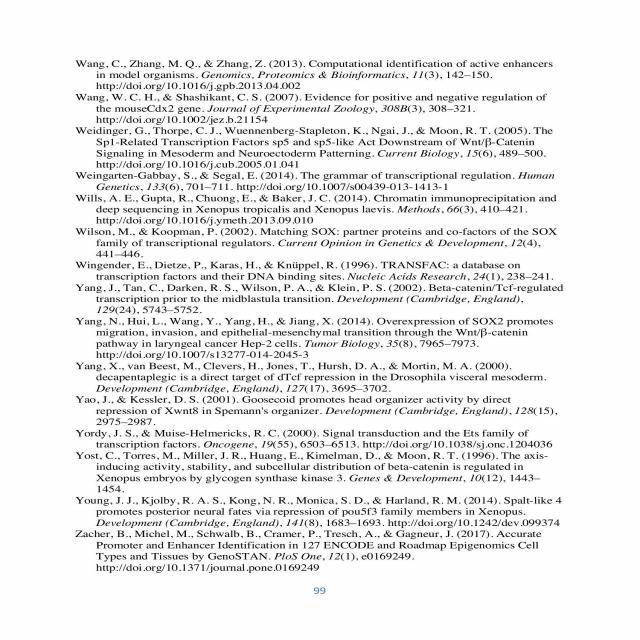 Wang, C., Zhang, M. Q., & Zhang, Z. (2013). Computational identification of active enhancers
in model organisms. Genomics, Proteomics & Bioinformatics, 11(3), 142–150.
http://doi.org/10.1016/j.gpb.2013.04.002
Wang, W. C. H., & Shashikant, C. S. (2007). Evidence for positive and negative regulation of
the mouseCdx2 gene. Journal of Experimental Zoology, 308B(3), 308–321.
http://doi.org/10.1002/jez.b.21154
Weidinger, G., Thorpe, C. J., Wuennenberg-Stapleton, K., Ngai, J., & Moon, R. T. (2005). The
Sp1-Related Transcription Factors sp5 and sp5-like Act Downstream of Wnt/β-Catenin
Signaling in Mesoderm and Neuroectoderm Patterning. Current Biology, 15(6), 489–500.
http://doi.org/10.1016/j.cub.2005.01.041
Weingarten-Gabbay, S., & Segal, E. (2014). The grammar of transcriptional regulation. Human
Genetics, 133(6), 701–711. http://doi.org/10.1007/s00439-013-1413-1
Wills, A. E., Gupta, R., Chuong, E., & Baker, J. C. (2014). Chromatin immunoprecipitation and
deep sequencing in Xenopus tropicalis and Xenopus laevis. Methods, 66(3), 410–421.
http://doi.org/10.1016/j.ymeth.2013.09.010
Wilson, M., & Koopman, P. (2002). Matching SOX: partner proteins and co-factors of the SOX
family of transcriptional regulators. Current Opinion in Genetics & Development, 12(4),
441–446.
Wingender, E., Dietze, P., Karas, H., & Knüppel, R. (1996). TRANSFAC: a database on
transcription factors and their DNA binding sites. Nucleic Acids Research, 24(1), 238–241.
Yang, J., Tan, C., Darken, R. S., Wilson, P. A., & Klein, P. S. (2002). Beta-catenin/Tcf-regulated
transcription prior to the midblastula transition. Development (Cambridge, England),
129(24), 5743–5752.
Yang, N., Hui, L., Wang, Y., Yang, H., & Jiang, X. (2014). Overexpression of SOX2 promotes
migration, invasion, and epithelial-mesenchymal transition through the Wnt/β-catenin
pathway in laryngeal cancer Hep-2 cells. Tumor Biology, 35(8), 7965–7973.
http://doi.org/10.1007/s13277-014-2045-3
Yang, X., van Beest, M., Clevers, H., Jones, T., Hursh, D. A., & Mortin, M. A. (2000).
decapentaplegic is a direct target of dTcf repression in the Drosophila visceral mesoderm.
Development (Cambridge, England), 127(17), 3695–3702.
Yao, J., & Kessler, D. S. (2001). Goosecoid promotes head organizer activity by direct
repression of Xwnt8 in Spemann's organizer. Development (Cambridge, England), 128(15),
2975–2987.
Yordy, J. S., & Muise-Helmericks, R. C. (2000). Signal transduction and the Ets family of
transcription factors. Oncogene, 19(55), 6503–6513. http://doi.org/10.1038/sj.onc.1204036
Yost, C., Torres, M., Miller, J. R., Huang, E., Kimelman, D., & Moon, R. T. (1996). The axis-
inducing activity, stability, and subcellular distribution of beta-catenin is regulated in
Xenopus embryos by glycogen synthase kinase 3. Genes & Development, 10(12), 1443–
1454.
Young, J. J., Kjolby, R. A. S., Kong, N. R., Monica, S. D., & Harland, R. M. (2014). Spalt-like 4
promotes posterior neural fates via repression of pou5f3 family members in Xenopus.
Development (Cambridge, England), 141(8), 1683–1693. http://doi.org/10.1242/dev.099374
Zacher, B., Michel, M., Schwalb, B., Cramer, P., Tresch, A., & Gagneur, J. (2017). Accurate
Promoter and Enhancer Identification in 127 ENCODE and Roadmap Epigenomics Cell
Types and Tissues by GenoSTAN. PloS One, 12(1), e0169249.
http://doi.org/10.1371/journal.pone.0169249
99